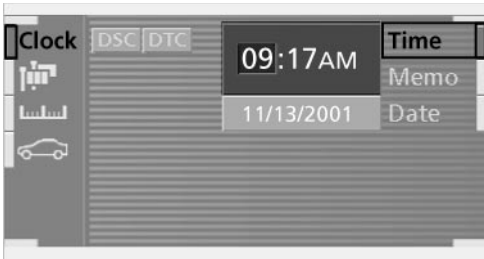 Clock
DSC DTC
09:17AM
11/13/2001
Time
Memo
Date